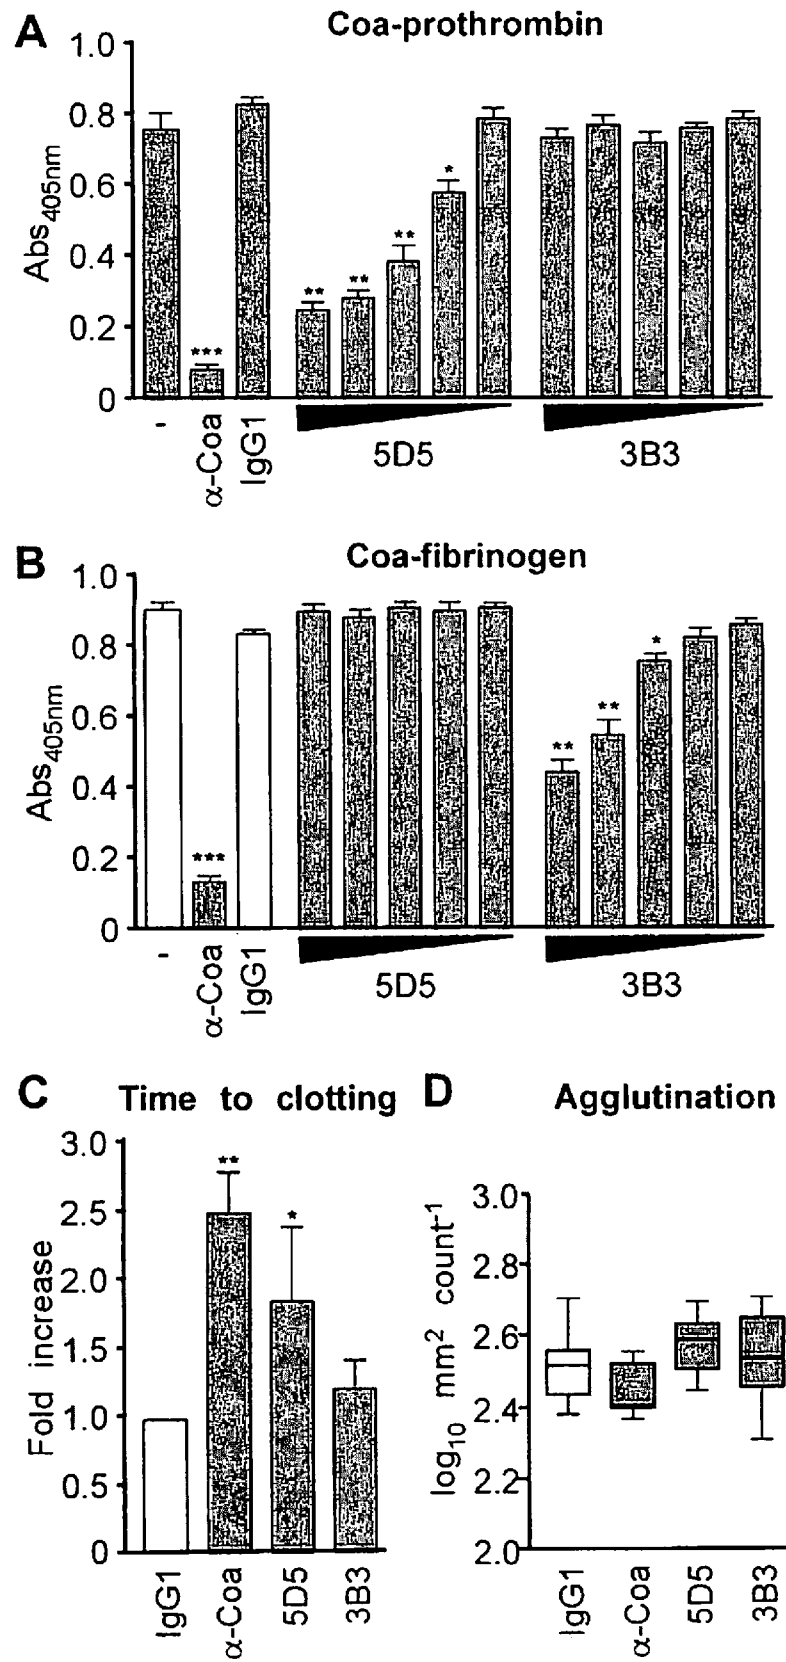 A
Coa-prothrombin
Abs405nm
1.0
0.8
0.6
0.4
0.2
0
***
**
**
**
*
-
α-Coa
IgG1
5D5
3B3
B
Coa-fibrinogen
Abs405nm
1.0
0.8
0.6
0.4
0.2
0
***
**
**
*
-
α-Coa
IgG1
5D5
3B3
C
Time to clotting
Fold increase
3.0
2.5
2.0
1.5
1.0
0.5
0
**
*
IgG1
α-Coa
5D5
3B3
D
Agglutination
log10 mm2 count-1
3.0
2.8
2.6
2.4
2.2
2.0
IgG1
α-Coa
5D5
3B3